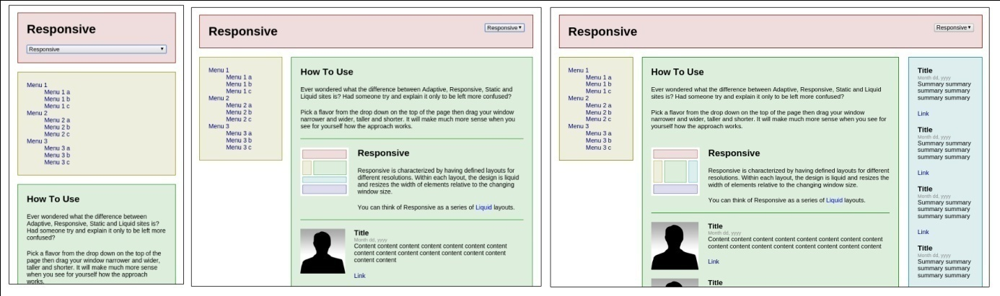 Responsive
Responsive
Menu 1
Menu 1 a
Menu 1 b
Menu 1 c
Menu 2
Menu 2 a
Menu 2 b
Menu 2 c
Menu 3
Menu 3 a
Menu 3 b
Menu 3 c
How To Use
Ever wondered what the difference between
Adaptive, Responsive, Static and Liquid sites is?
Had someone try and explain it only to be left more
confused?
Pick a flavor from the drop down on the top of the
page then drag your window narrower and wider,
taller and shorter. It will make much more sense
when you see for yourself how the approach
works.
Responsive
Responsive
Menu 1
Menu 1 a
Menu 1 b
Menu 1 c
Menu 2
Menu 2 a
Menu 2 b
Menu 2 c
Menu 3
Menu 3 a
Menu 3 b
Menu 3 c
How To Use
Ever wondered what the difference between Adaptive, Responsive, Static and
Liquid sites is? Had someone try and explain it only to be left more confused?
Pick a flavor from the drop down on the top of the page then drag your window
narrower and wider, taller and shorter. It will make much more sense when you
see for yourself how the approach works.
Responsive
Responsive is characterized by having defined layouts for
different resolutions. Within each layout, the design is liquid
and resizes the width of elements relative to the changing
window size.
You can think of Responsive as a series of Liquid layouts.
Title
Month dd, yyyy
Content content content content content content content
content content content content content content content
content content
Link
Responsive
Responsive
Menu 1
Menu 1 a
Menu 1 b
Menu 1 c
Menu 2
Menu 2 a
Menu 2 b
Menu 2 c
Menu 3
Menu 3 a
Menu 3 b
Menu 3 c
How To Use
Ever wondered what the difference between Adaptive, Responsive, Static and Liquid
sites is? Had someone try and explain it only to be left more confused?
Pick a flavor from the drop down on the top of the page then drag your window
narrower and wider, taller and shorter. It will make much more sense when you see for
yourself how the approach works.
Responsive
Responsive is characterized by having defined layouts for different
resolutions. Within each layout, the design is liquid and resizes the
width of elements relative to the changing window size.
You can think of Responsive as a series of Liquid layouts.
Title
Month dd, yyyy
Content content content content content content content content
content content content content content content content content
Link
Title
Title
Month dd, yyyy
Summary summary
summary summary
summary summary
Link
Title
Month dd, yyyy
Summary summary
summary summary
summary summary
Link
Title
Month dd, yyyy
Summary summary
summary summary
summary summary
Link
Title
Month dd, yyyy
Summary summary
summary summary
summary summary
Link